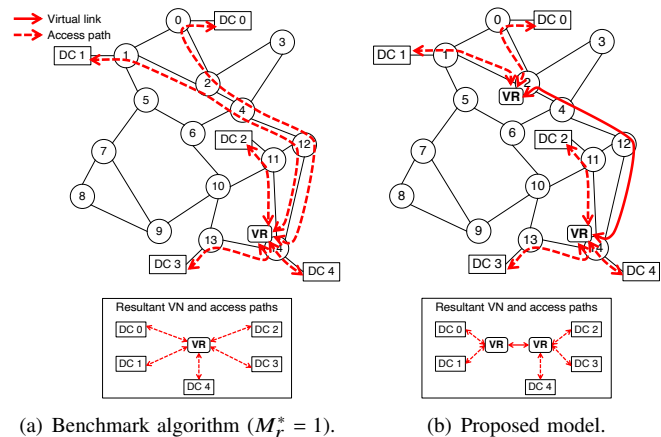 Virtual link
Access path
0
DC 0
DC 1
1
3
2
5
4
6
DC 2
12
7
11
8
10
9
VR
13
14
DC 3
DC 4
Resultant VN and access paths
DC 0
DC 2
VR
DC 1
DC 3
DC 4
(a) Benchmark algorithm (M*r = 1).
0
DC 0
DC 1
1
3
2
VR
5
4
6
DC 2
12
7
11
8
10
9
VR
13
14
DC 3
DC 4
Resultant VN and access paths
DC 0
DC 2
VR
VR
DC 1
DC 3
DC 4
(b) Proposed model.